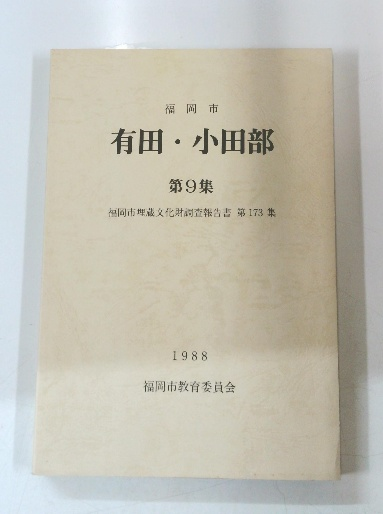 福岡市
有田・小田部
第9集
福岡市埋蔵文化財調査報告書 第173集
1988
福岡市教育委員会